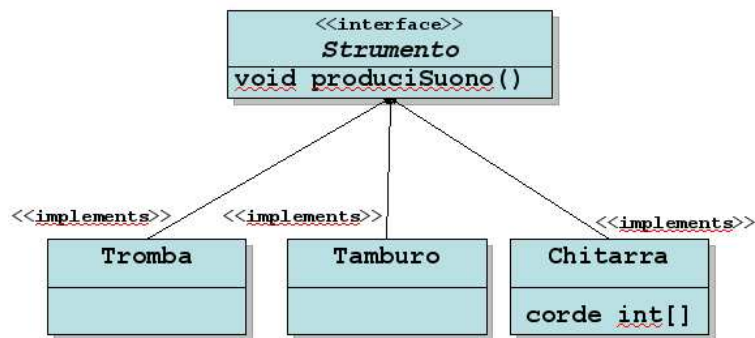 <<interface>>
Strumento
void produciSuono()
<<implements>>
<<implements>>
<<implements>>
Tromba
Tamburo
Chitarra
corde int[]